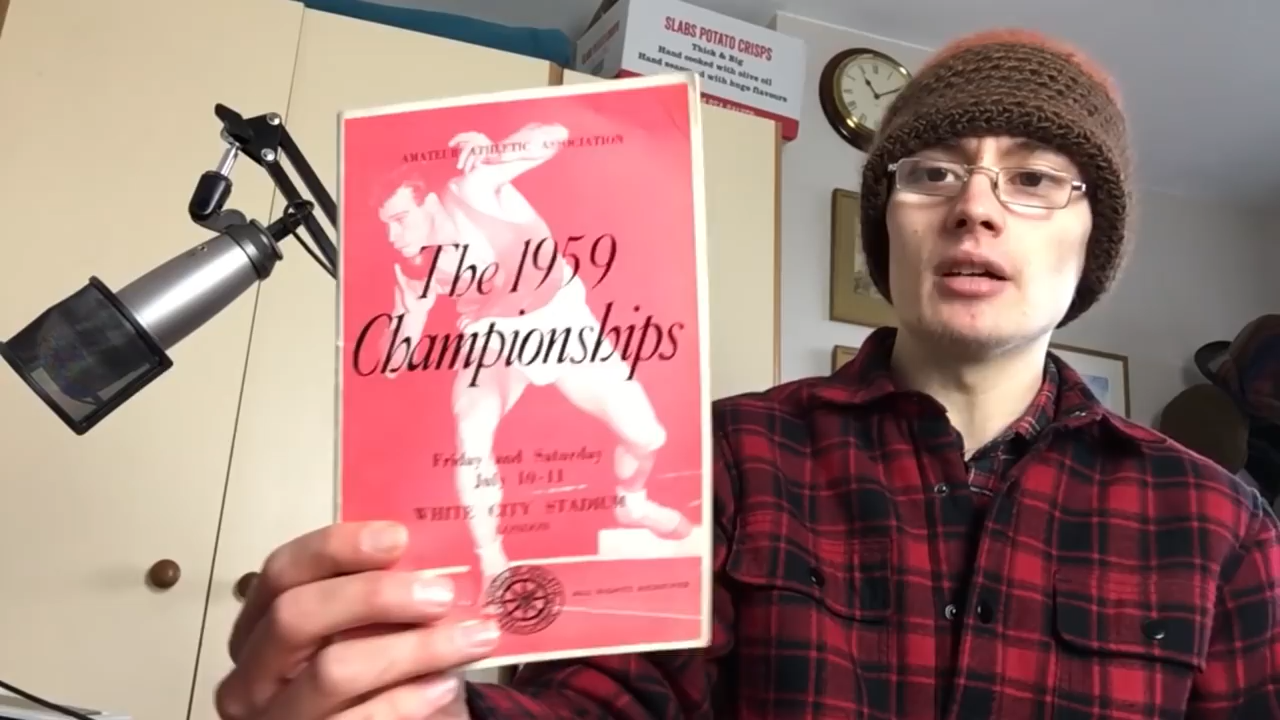 SLABS POTATO CRISPS
Thick & Big
Hand cooked with olive oil
Hand seasoned with huge flavours
AMATEUR ATHLETIC ASSOCIATION
The 1959
Championships
Friday and Saturday
July 10-11
WHITE CITY STADIUM
LONDON